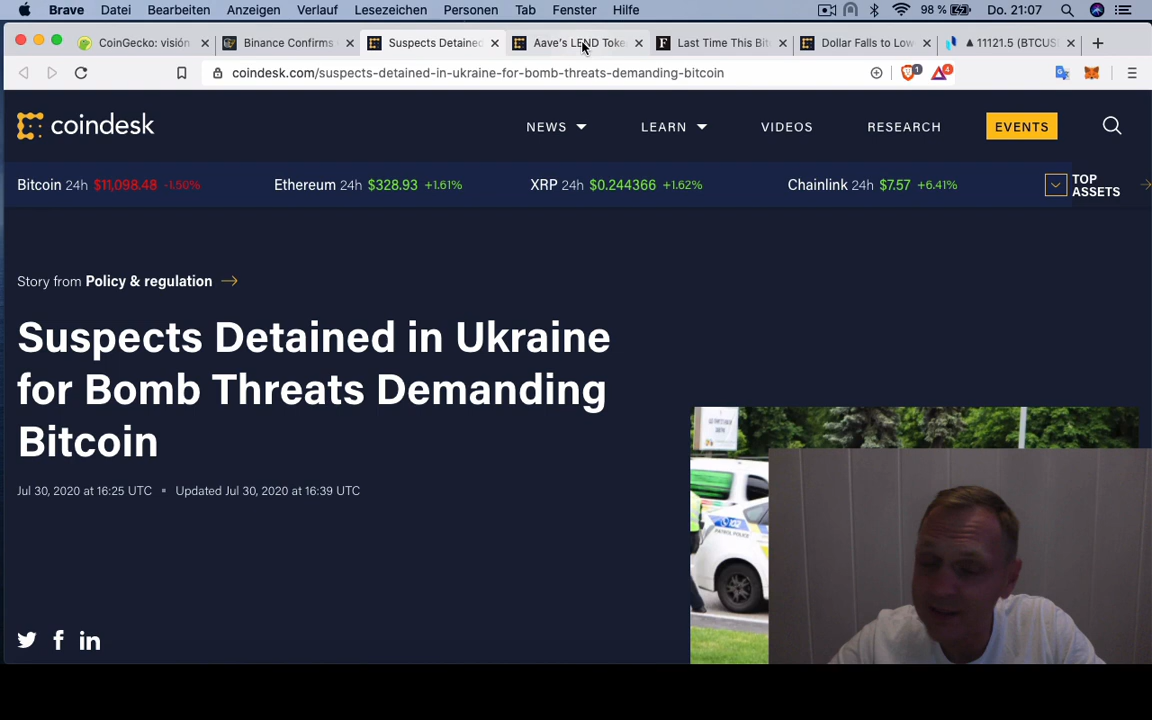 Brave Datei Bearbeiten Anzeigen Verlauf Lesezeichen Personen Tab Fenster Hilfe 98 % Do. 21:07
CoinGecko: visión Binance Confirms Suspects Detained Aave's LEND Toke Last Time This Bit Dollar Falls to Low 11121.5 (BTCUS
coindesk.com/suspects-detained-in-ukraine-for-bomb-threats-demanding-bitcoin 1 4
coindesk NEWS LEARN VIDEOS RESEARCH EVENTS
Bitcoin 24h $11,098.48 -1.50% Ethereum 24h $328.93 +1.61% XRP 24h $0.244366 +1.62% Chainlink 24h $7.57 +6.41% TOP
ASSETS
Story from Policy & regulation
Suspects Detained in Ukraine
for Bomb Threats Demanding
Bitcoin
Jul 30, 2020 at 16:25 UTC Updated Jul 30, 2020 at 16:39 UTC
102
PATROL POLICE